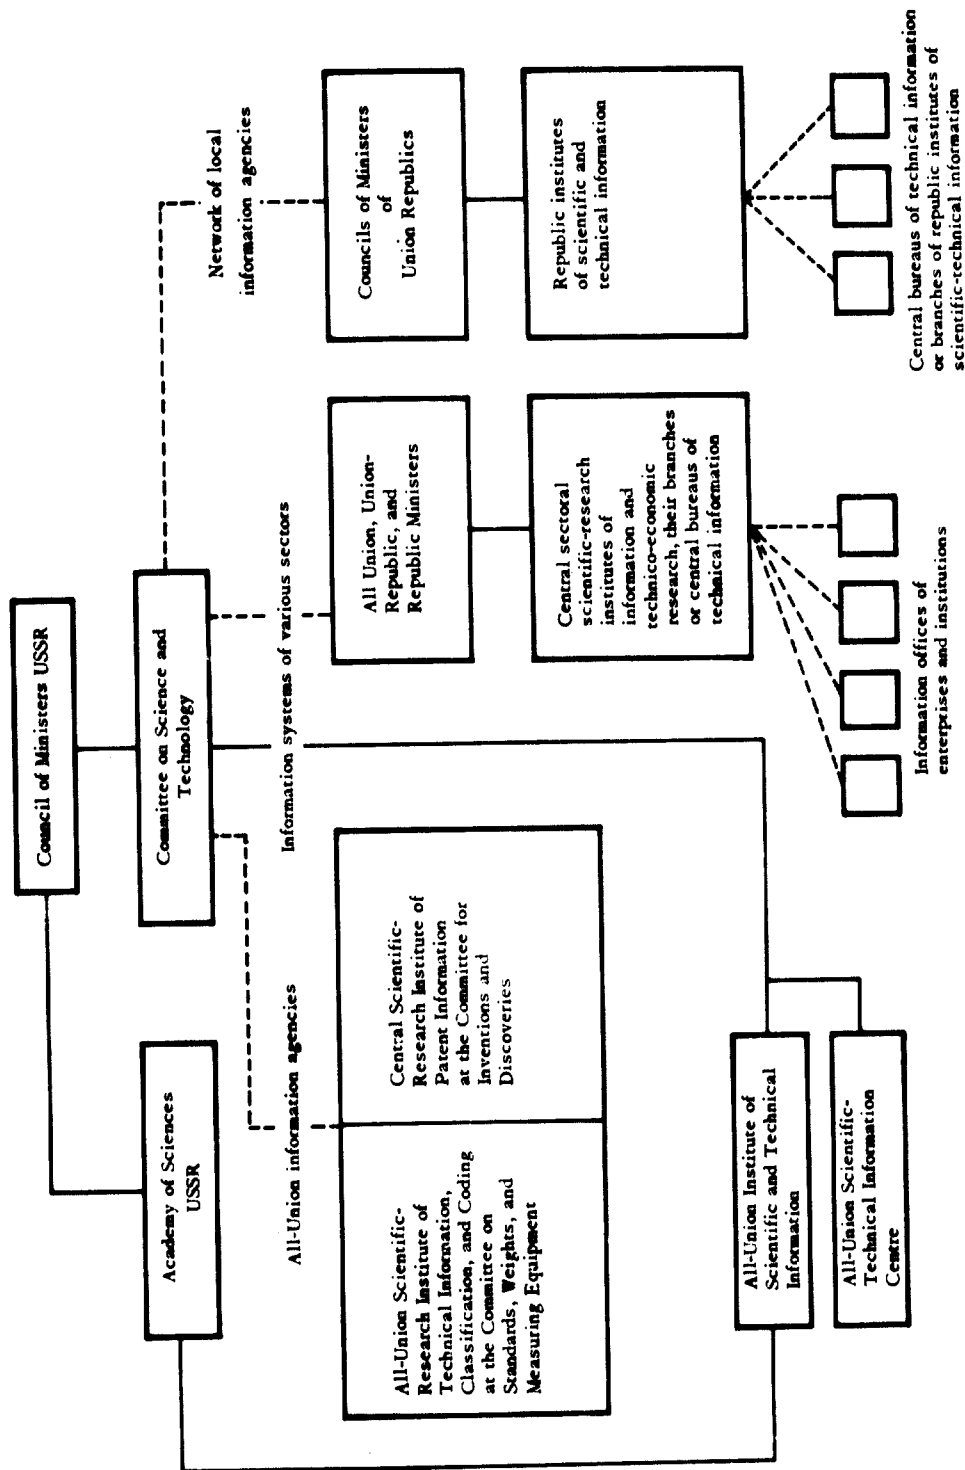 Council of Ministers USSR
Academy of Sciences
USSR
Committee on Science and
Technology
All-Union information agencies
Information systems of various sectors
Network of local
information agencies
All-Union Scientific-
Research Institute of
Technical Information,
Classification, and Coding
at the Committee on
Standards, Weights, and
Measuring Equipment
Central Scientific-
Research Institute of
Patent Information
at the Committee for
Inventions and
Discoveries
All Union, Union-
Republic, and
Republic Ministers
Councils of Ministers
of
Union Republics
Central sectoral
scientific-research
institutes of
information and
technico-economic
research, their branches
or central bureaus of
technical information
Republic institutes
of scientific and
technical information
All-Union Institute of
Scientific and Technical
Information
All-Union Scientific-
Technical Information
Centre
Information offices of
enterprises and institutions
Central bureaus of technical information
or branches of republic institutes of
scientific-technical information